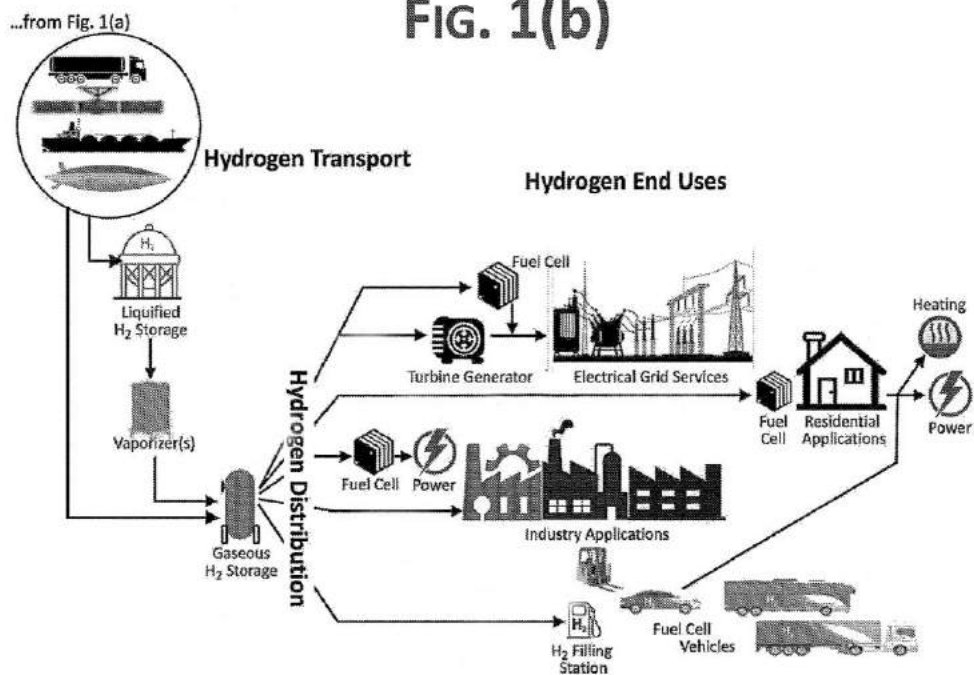 FIG. 1(b)
...from Fig. 1(a)
Hydrogen Transport
Hydrogen End Uses
H₂
Liquified
H₂ Storage
Vaporizer(s)
Gaseous
H₂ Storage
Hydrogen Distribution
Fuel Cell
Turbine Generator
Electrical Grid Services
Heating
Fuel
Cell
Residential
Applications
Power
Fuel Cell
Power
Industry Applications
H₂
H₂ Filling
Station
Fuel Cell
Vehicles